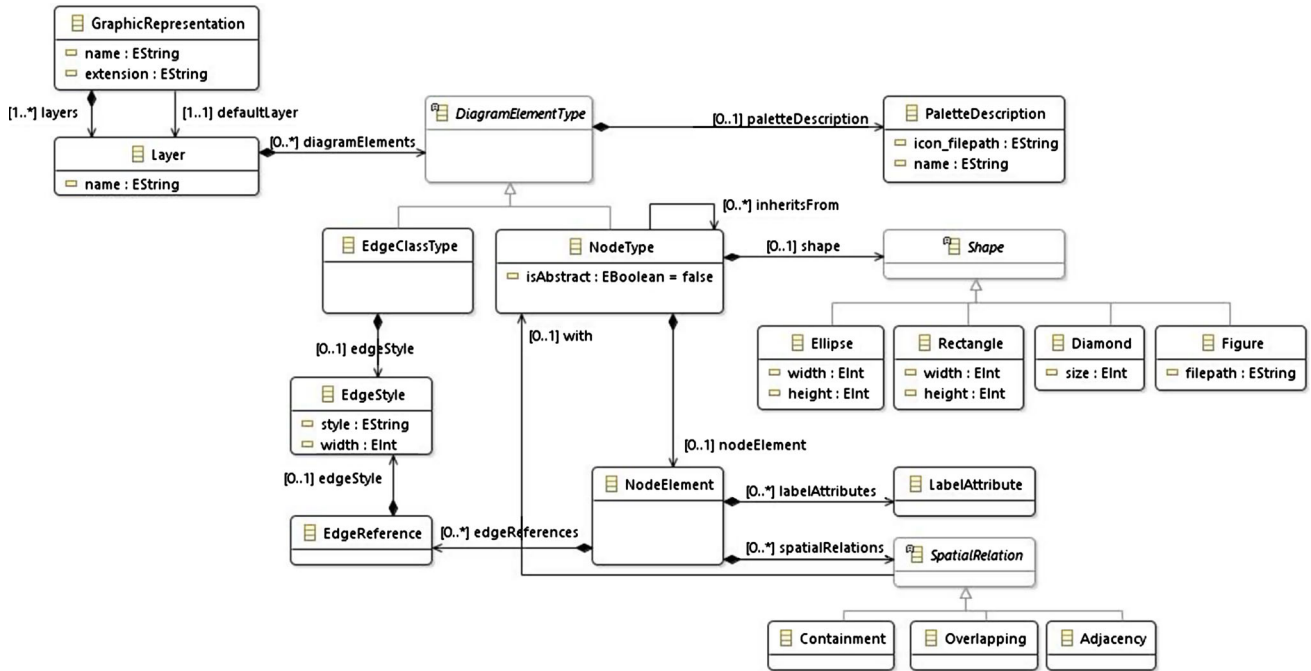 GraphicRepresentation
name : EString
extension : EString
[1..*] layers
[1..1] defaultLayer
Layer
name : EString
[0..*] diagramElements
DiagramElementType
[0..1] paletteDescription
PaletteDescription
icon_filepath : EString
name : EString
[0..*] inheritsFrom
EdgeClassType
NodeType
isAbstract : EBoolean = false
[0..1] shape
Shape
[0..1] edgeStyle
[0..1] with
Ellipse
width : EInt
height : EInt
Rectangle
width : EInt
height : EInt
Diamond
size : EInt
Figure
filepath : EString
EdgeStyle
style : EString
width : EInt
[0..1] edgeStyle
[0..1] nodeElement
NodeElement
[0..*] labelAttributes
LabelAttribute
EdgeReference
[0..*] edgeReferences
[0..*] spatialRelations
SpatialRelation
Containment
Overlapping
Adjacency